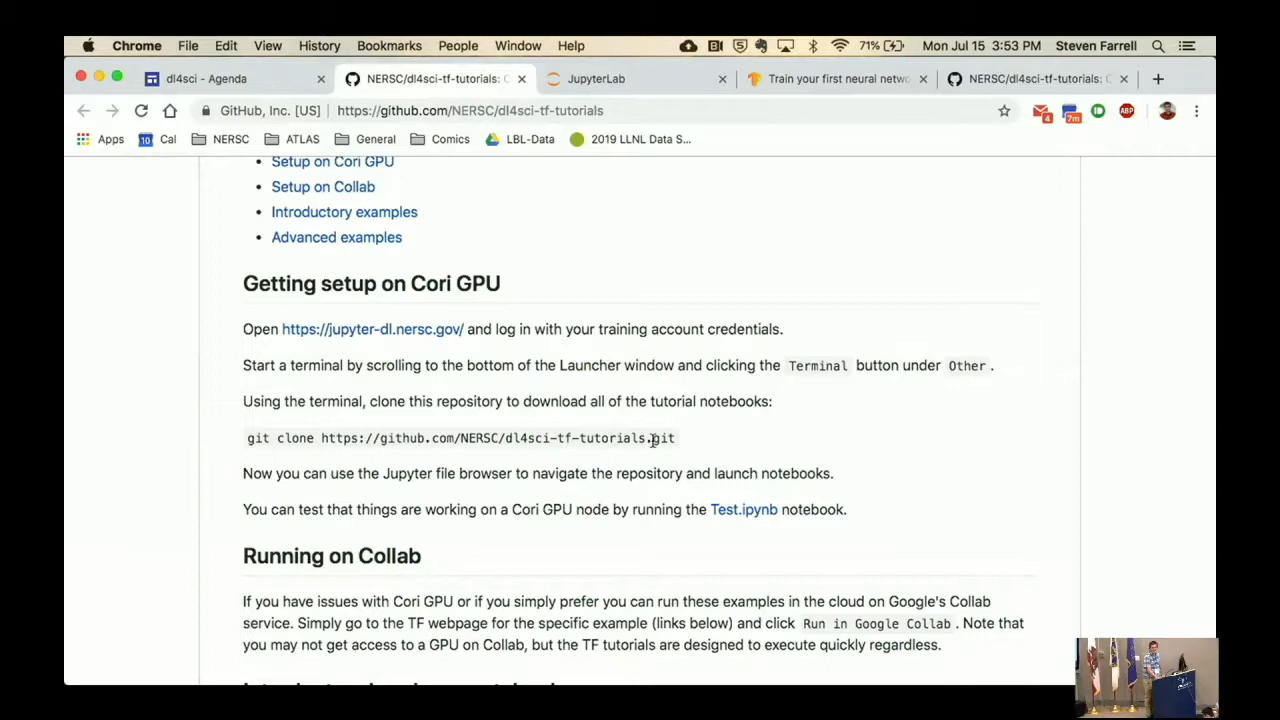 Chrome File Edit View History Bookmarks People Window Help 71% Mon Jul 15 3:53 PM Steven Farrell
dl4sci - Agenda NERSC/dl4sci-tf-tutorials: C JupyterLab Train your first neural netwo NERSC/dl4sci-tf-tutorials: C
GitHub, Inc. [US] https://github.com/NERSC/dl4sci-tf-tutorials 4 7m ABP
Apps 10 Cal NERSC ATLAS General Comics LBL-Data 2019 LLNL Data S...
• Setup on Cori GPU
• Setup on Collab
• Introductory examples
• Advanced examples
Getting setup on Cori GPU
Open https://jupyter-dl.nersc.gov/ and log in with your training account credentials.
Start a terminal by scrolling to the bottom of the Launcher window and clicking the Terminal button under Other .
Using the terminal, clone this repository to download all of the tutorial notebooks:
git clone https://github.com/NERSC/dl4sci-tf-tutorials.git
Now you can use the Jupyter file browser to navigate the repository and launch notebooks.
You can test that things are working on a Cori GPU node by running the Test.ipynb notebook.
Running on Collab
If you have issues with Cori GPU or if you simply prefer you can run these examples in the cloud on Google's Collab
service. Simply go to the TF webpage for the specific example (links below) and click Run in Google Collab . Note that
you may not get access to a GPU on Collab, but the TF tutorials are designed to execute quickly regardless.